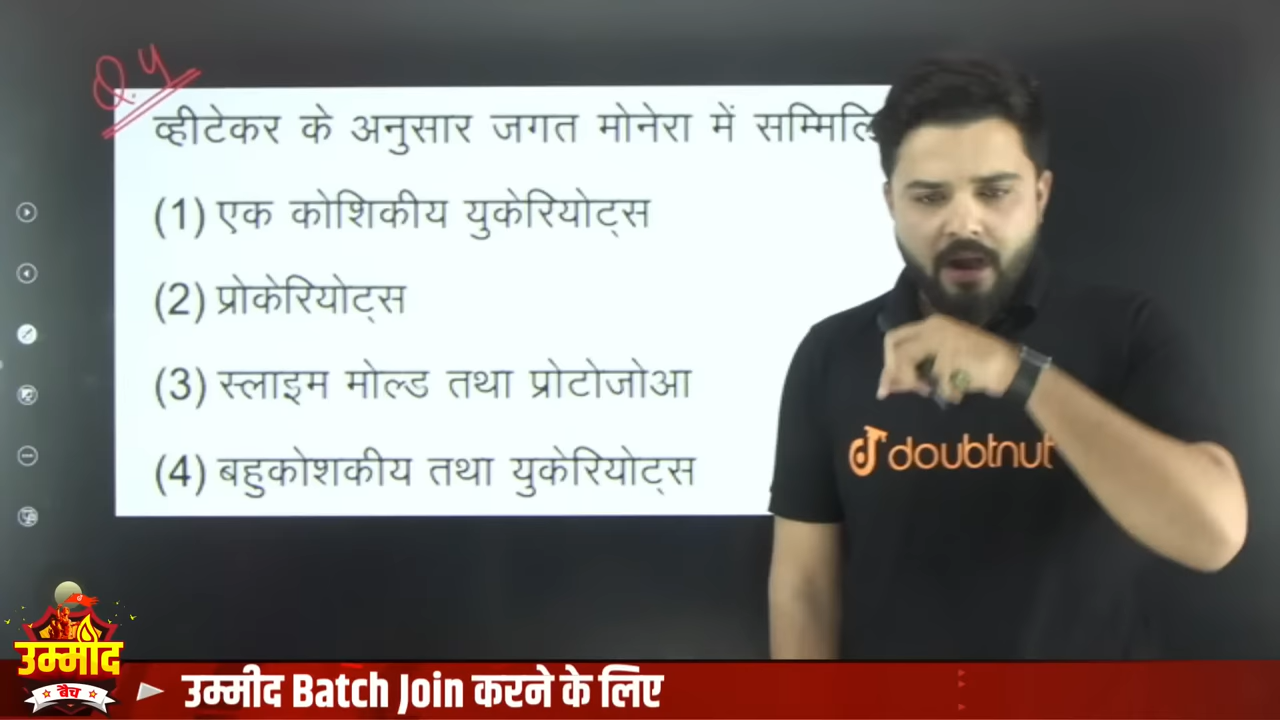 Q.4
व्हीटेकर के अनुसार जगत मोनेरा में
(1) एक कोशिकीय युकेरियोट्स
(2) प्रोकेरियोट्स
(3) स्लाइम मोल्ड तथा प्रोटोजोआ
(4) बहुकोशकीय तथा युकेरियोट्स
doubtnut
उम्मीद
बैच
उम्मीद Batch Join करने के लिए